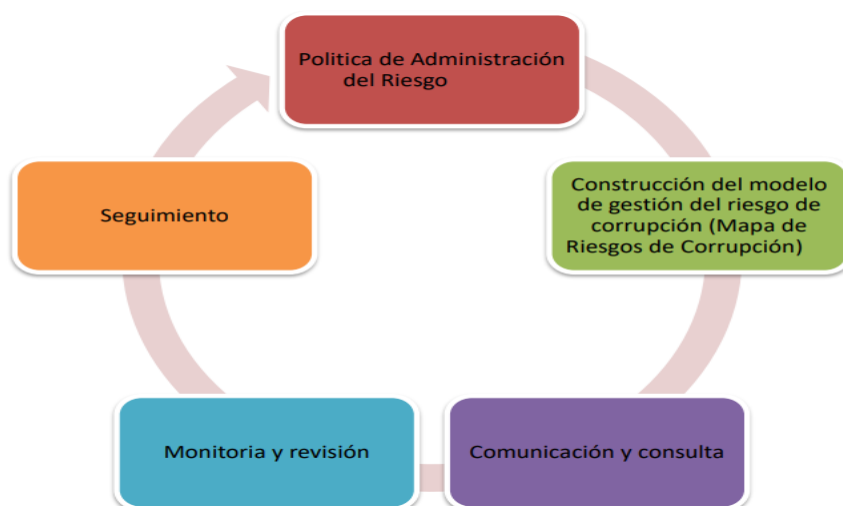 Politica de Administración
del Riesgo
Construcción del modelo
de gestión del riesgo de
corrupción (Mapa de
Riesgos de Corrupción)
Comunicación y consulta
Monitoria y revisión
Seguimiento